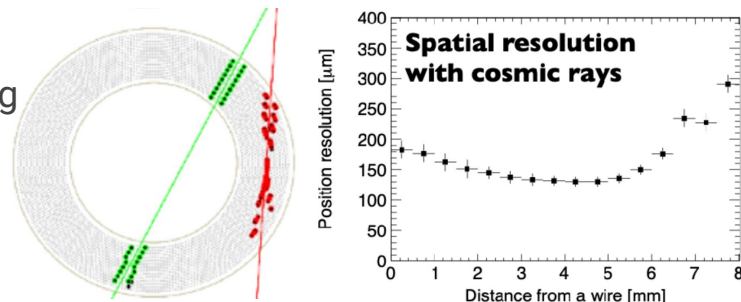 g
Spatial resolution
with cosmic rays
Position resolution [μm]
400
350
300
250
200
150
100
50
0
0 1 2 3 4 5 6 7 8
Distance from a wire [mm]